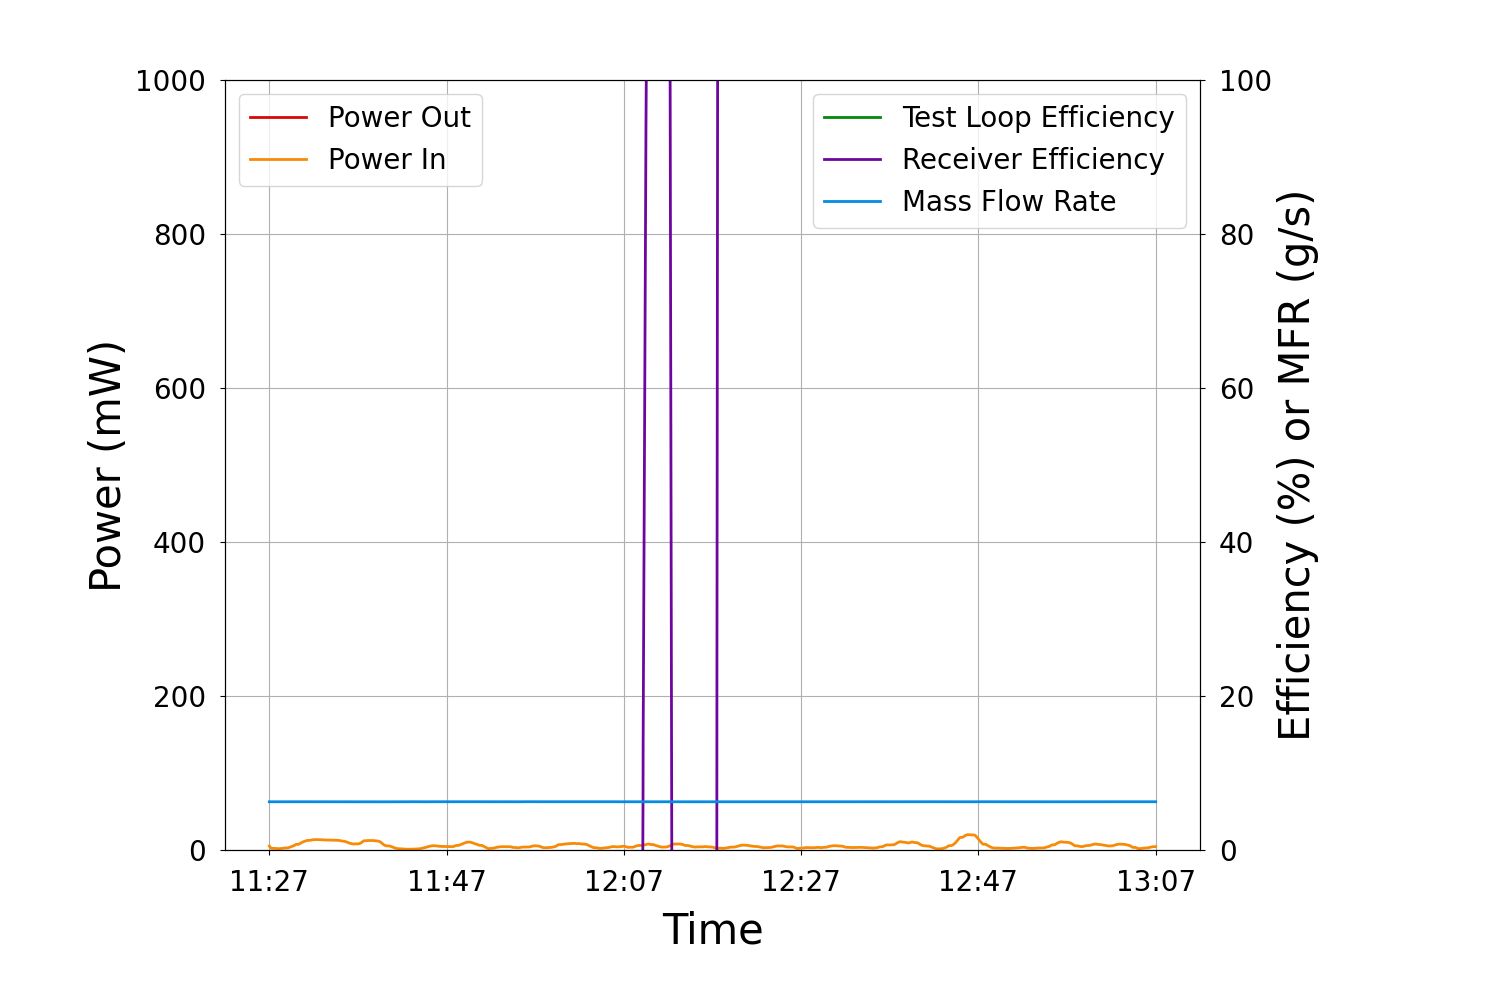 1000
800
600
400
200
0
Power (mW)
Power Out
Power In
Test Loop Efficiency
Receiver Efficiency
Mass Flow Rate
100
80
60
40
20
0
Efficiency (%) or MFR (g/s)
11:27 11:47 12:07 12:27 12:47 13:07
Time